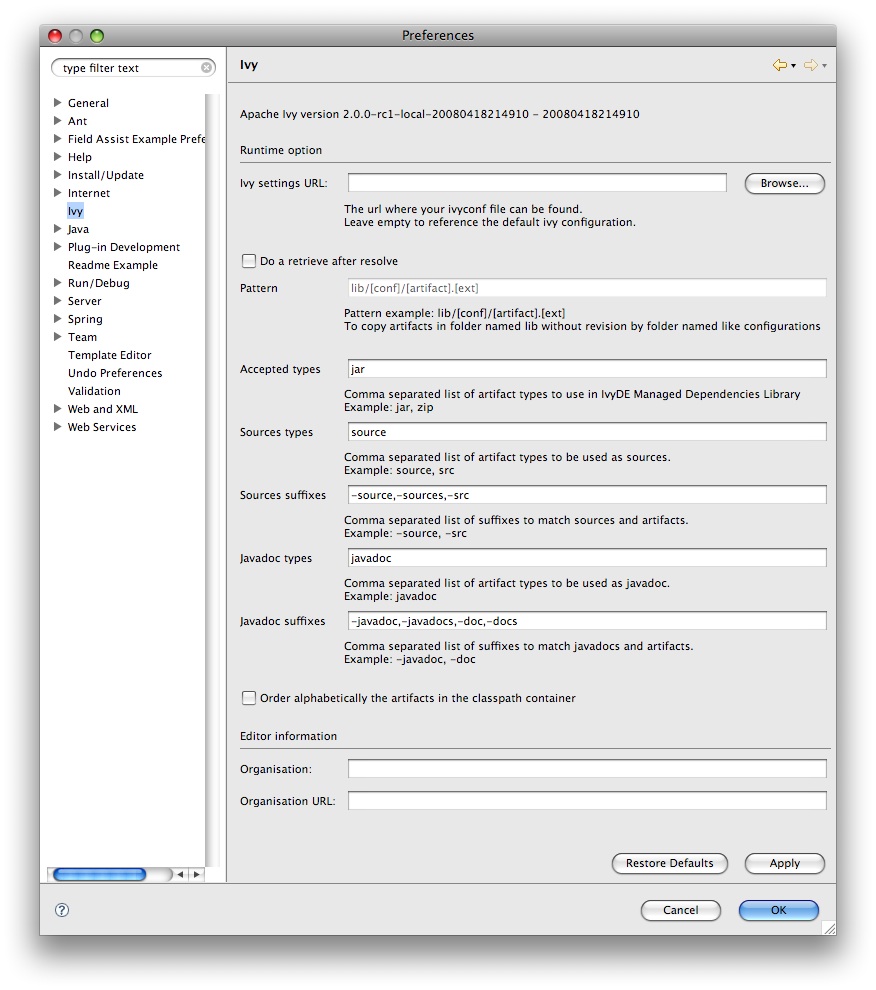 Preferences
type filter text
General
Ant
Field Assist Example Prefe
Help
Install/Update
Internet
Ivy
Java
Plug-in Development
Readme Example
Run/Debug
Server
Spring
Team
Template Editor
Undo Preferences
Validation
Web and XML
Web Services
Ivy
Apache Ivy version 2.0.0-rc1-local-20080418214910 - 20080418214910
Runtime option
Ivy settings URL:
Browse...
The url where your ivyconf file can be found.
Leave empty to reference the default ivy configuration.
Do a retrieve after resolve
Pattern lib/[conf]/[artifact].[ext]
Pattern example: lib/[conf]/[artifact].[ext]
To copy artifacts in folder named lib without revision by folder named like configurations
Accepted types jar
Comma separated list of artifact types to use in IvyDE Managed Dependencies Library
Example: jar, zip
Sources types source
Comma separated list of artifact types to be used as sources.
Example: source, src
Sources suffixes -source,-sources,-src
Comma separated list of suffixes to match sources and artifacts.
Example: -source, -src
Javadoc types javadoc
Comma separated list of artifact types to be used as javadoc.
Example: javadoc
Javadoc suffixes -javadoc,-javadocs,-doc,-docs
Comma separated list of suffixes to match javadocs and artifacts.
Example: -javadoc, -doc
Order alphabetically the artifacts in the classpath container
Editor information
Organisation:
Organisation URL:
Restore Defaults Apply
? Cancel OK